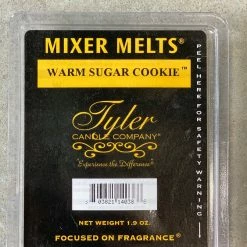 MIXER MELTS®
WARM SUGAR COOKIE™
Tyler
CANDLE COMPANY®
"Experience the Difference"
NET WEIGHT 1.9 OZ.
FOCUSED ON FRAGRANCE®
PEEL HERE FOR SAFETY WARNING